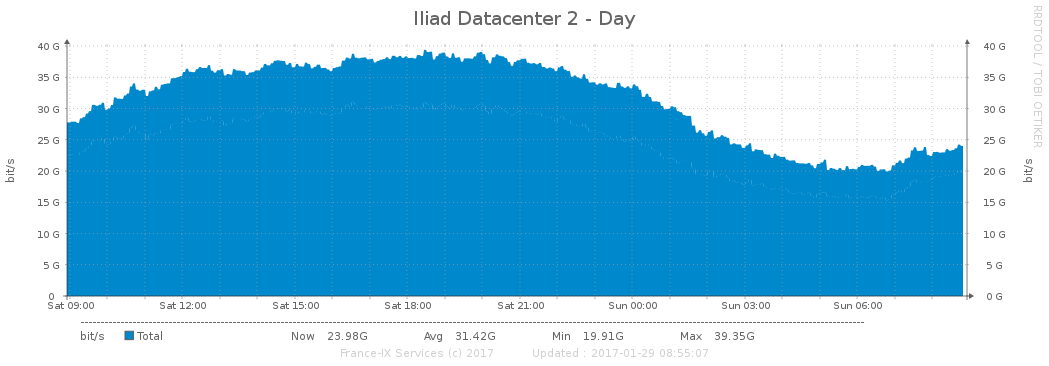 Iliad Datacenter 2 - Day
RRDTOOL / TOBI OETIKER
40 G 40 G
35 G 35 G
30 G 30 G
25 G 25 G
20 G 20 G
15 G 15 G
10 G 10 G
5 G 5 G
0 0 G
bit/s bit/s
Sat 09:00 Sat 12:00 Sat 15:00 Sat 18:00 Sat 21:00 Sun 00:00 Sun 03:00 Sun 06:00
bit/s Total Now 23.98G Avg 31.42G Min 19.91G Max 39.35G
France-IX Services (c) 2017 Updated : 2017-01-29 08:55:07